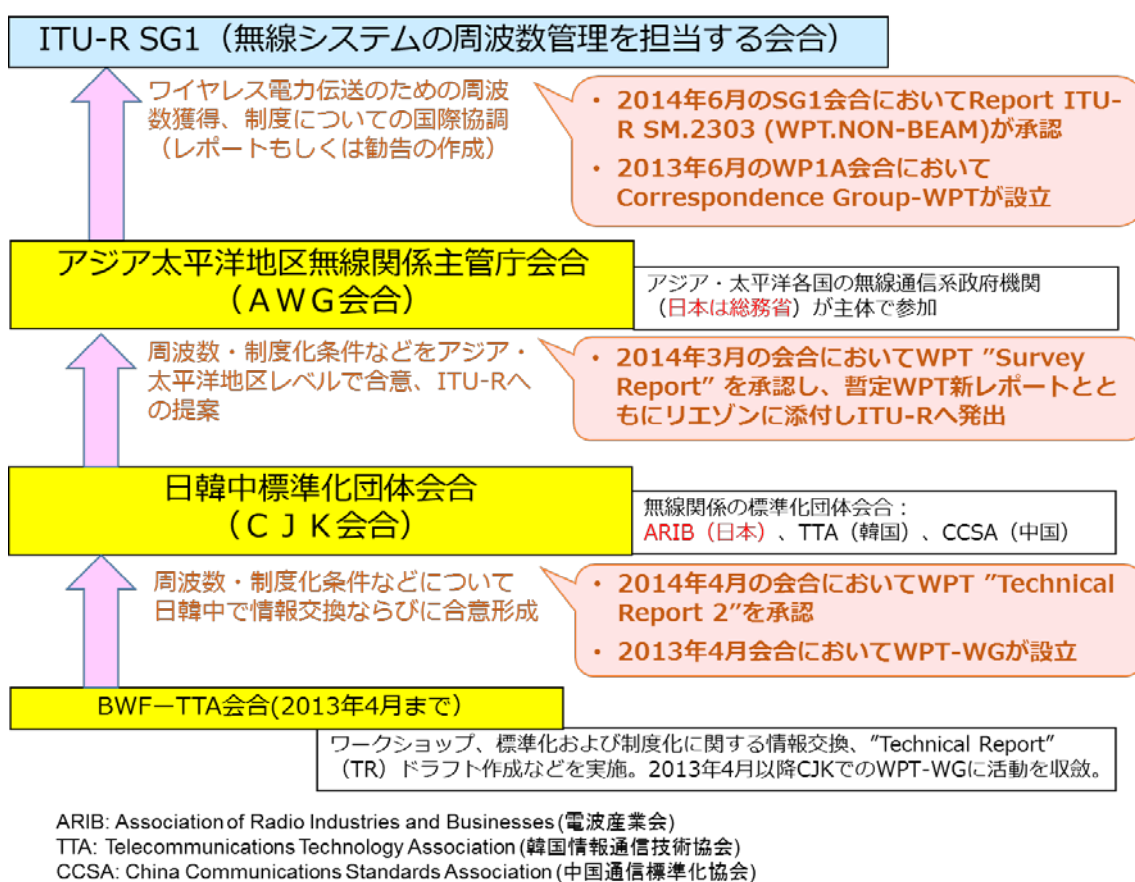 ITU-R SG1（無線システムの周波数管理を担当する会合）
ワイヤレス電力伝送のための周波
数獲得、制度についての国際協調
（レポートもしくは勧告の作成）
・ 2014年6月のSG1会合においてReport ITU-
R SM.2303 (WPT.NON-BEAM)が承認
・ 2013年6月のWP1A会合において
Correspondence Group-WPTが設立
アジア太平洋地区無線関係主管庁会合
（ＡＷＧ会合）
アジア・太平洋各国の無線通信系政府機関
（日本は総務省）が主体で参加
周波数・制度化条件などをアジア・
太平洋地区レベルで合意、ITU-Rへ
の提案
・ 2014年3月の会合においてWPT ”Survey
Report” を承認し、暫定WPT新レポートとと
もにリエゾンに添付しITU-Rへ発出
日韓中標準化団体会合
（ＣＪＫ会合）
無線関係の標準化団体会合：
ARIB（日本）、TTA（韓国）、CCSA（中国）
周波数・制度化条件などについて
日韓中で情報交換ならびに合意形成
・ 2014年4月の会合においてWPT ”Technical
Report 2”を承認
・ 2013年4月会合においてWPT-WGが設立
BWF－TTA会合(2013年4月まで）
ワークショップ、標準化および制度化に関する情報交換、”Technical Report”
（TR）ドラフト作成などを実施。2013年4月以降CJKでのWPT-WGに活動を収斂。
ARIB: Association of Radio Industries and Businesses (電波産業会)
TTA: Telecommunications Technology Association (韓国情報通信技術協会)
CCSA: China Communications Standards Association (中国通信標準化協会)